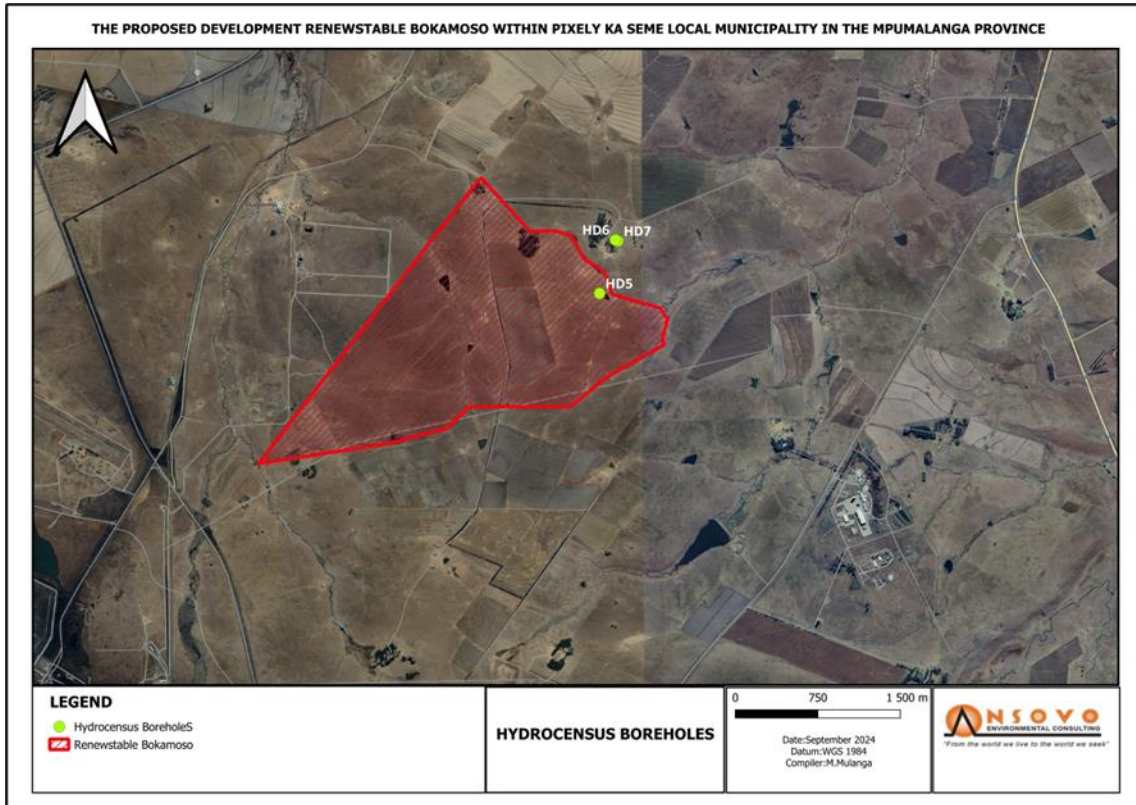 THE PROPOSED DEVELOPMENT RENEWSTABLE BOKAMOSO WITHIN PIXELY KA SEME LOCAL MUNICIPALITY IN THE MPUMALANGA PROVINCE
HD6 HD7
HD5
LEGEND
Hydrocensus BoreholeS
Renewstable Bokamoso
HYDROCENSUS BOREHOLES
0 750 1 500 m
Date:September 2024
Datum:WGS 1984
Compiler:M.Mulanga
NSOVO
ENVIRONMENTAL CONSULTING
"From the world we live to the world we seek"